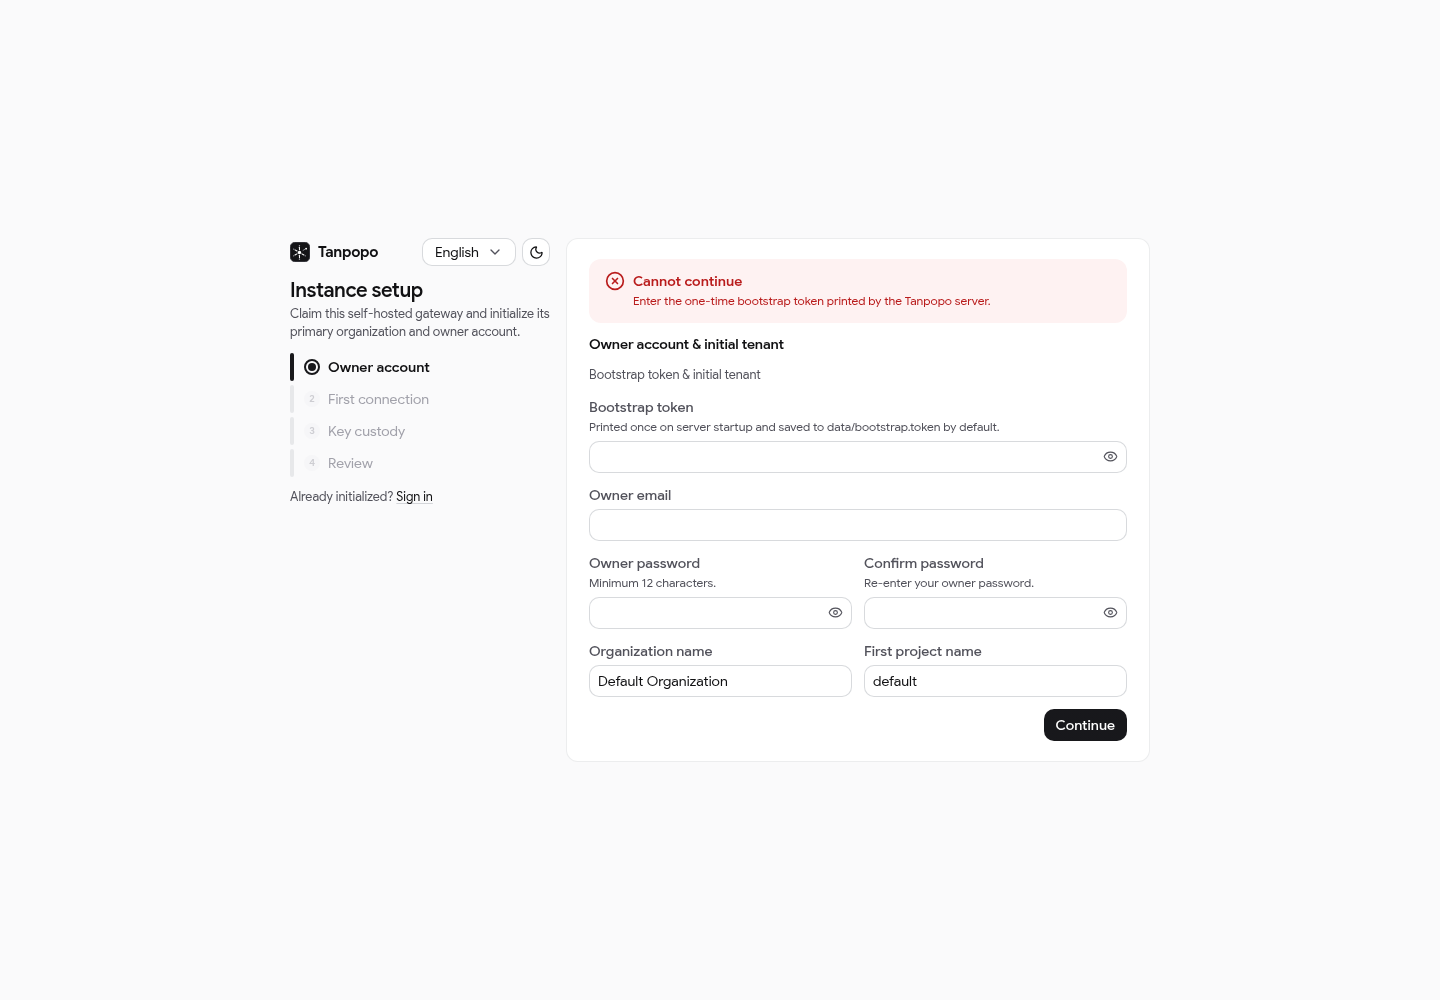 Tanpopo
English
Instance setup
Claim this self-hosted gateway and initialize its
primary organization and owner account.
Owner account
2 First connection
3 Key custody
4 Review
Already initialized? Sign in
Cannot continue
Enter the one-time bootstrap token printed by the Tanpopo server.
Owner account & initial tenant
Bootstrap token & initial tenant
Bootstrap token
Printed once on server startup and saved to data/bootstrap.token by default.
Owner email
Owner password
Minimum 12 characters.
Confirm password
Re-enter your owner password.
Organization name
Default Organization
First project name
default
Continue